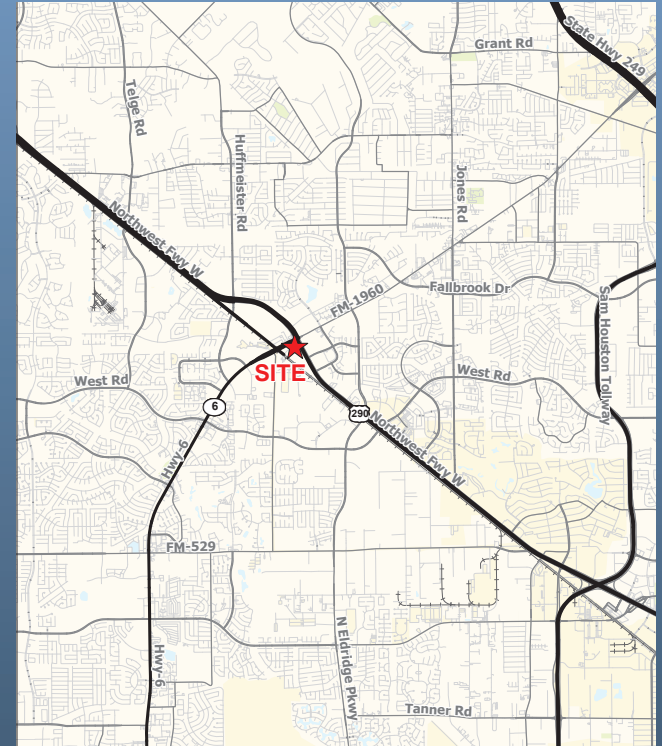 State Hwy 249
Grant Rd
Telge Rd
Huffmeister Rd
Jones Rd
Northwest Fwy W
Fallbrook Dr
FM-1960
Sam Houston Tollway
SITE
West Rd
West Rd
6
290
Northwest Fwy W
Hwy-6
FM-529
N Eldridge Pkwy
Hwy-6
Tanner Rd